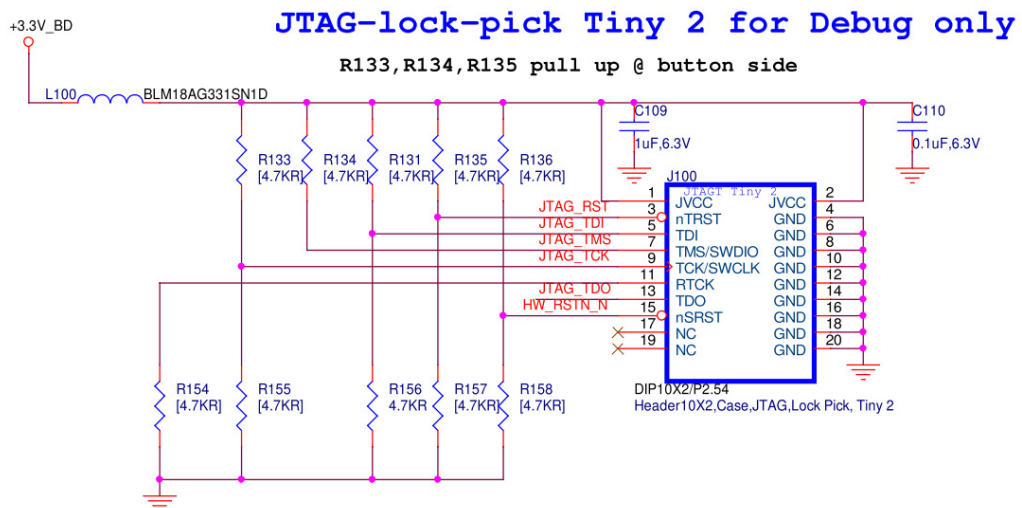 JTAG-lock-pick Tiny 2 for Debug only
+3.3V_BD
R133,R134,R135 pull up @ button side
L100
BLM18AG331SN1D
C109
1uF,6.3V
C110
0.1uF,6.3V
R133
[4.7KR]
R134
[4.7KR]
R131
[4.7KR]
R135
[4.7KR]
R136
[4.7KR]
J100
JTAGT Tiny 2
1 JVCC JVCC 2
JTAG_RST 3 nTRST GND 4
JTAG_TDI 5 TDI GND 6
JTAG_TMS 7 TMS/SWDIO GND 8
JTAG_TCK 9 TCK/SWCLK GND 10
11 RTCK GND 12
JTAG_TDO 13 TDO GND 14
HW_RSTN_N 15 nSRST GND 16
17 NC GND 18
19 NC GND 20
DIP10X2/P2.54
Header10X2,Case,JTAG,Lock Pick, Tiny 2
R154
[4.7KR]
R155
[4.7KR]
R156
4.7KR
R157
[4.7KR]
R158
[4.7KR]